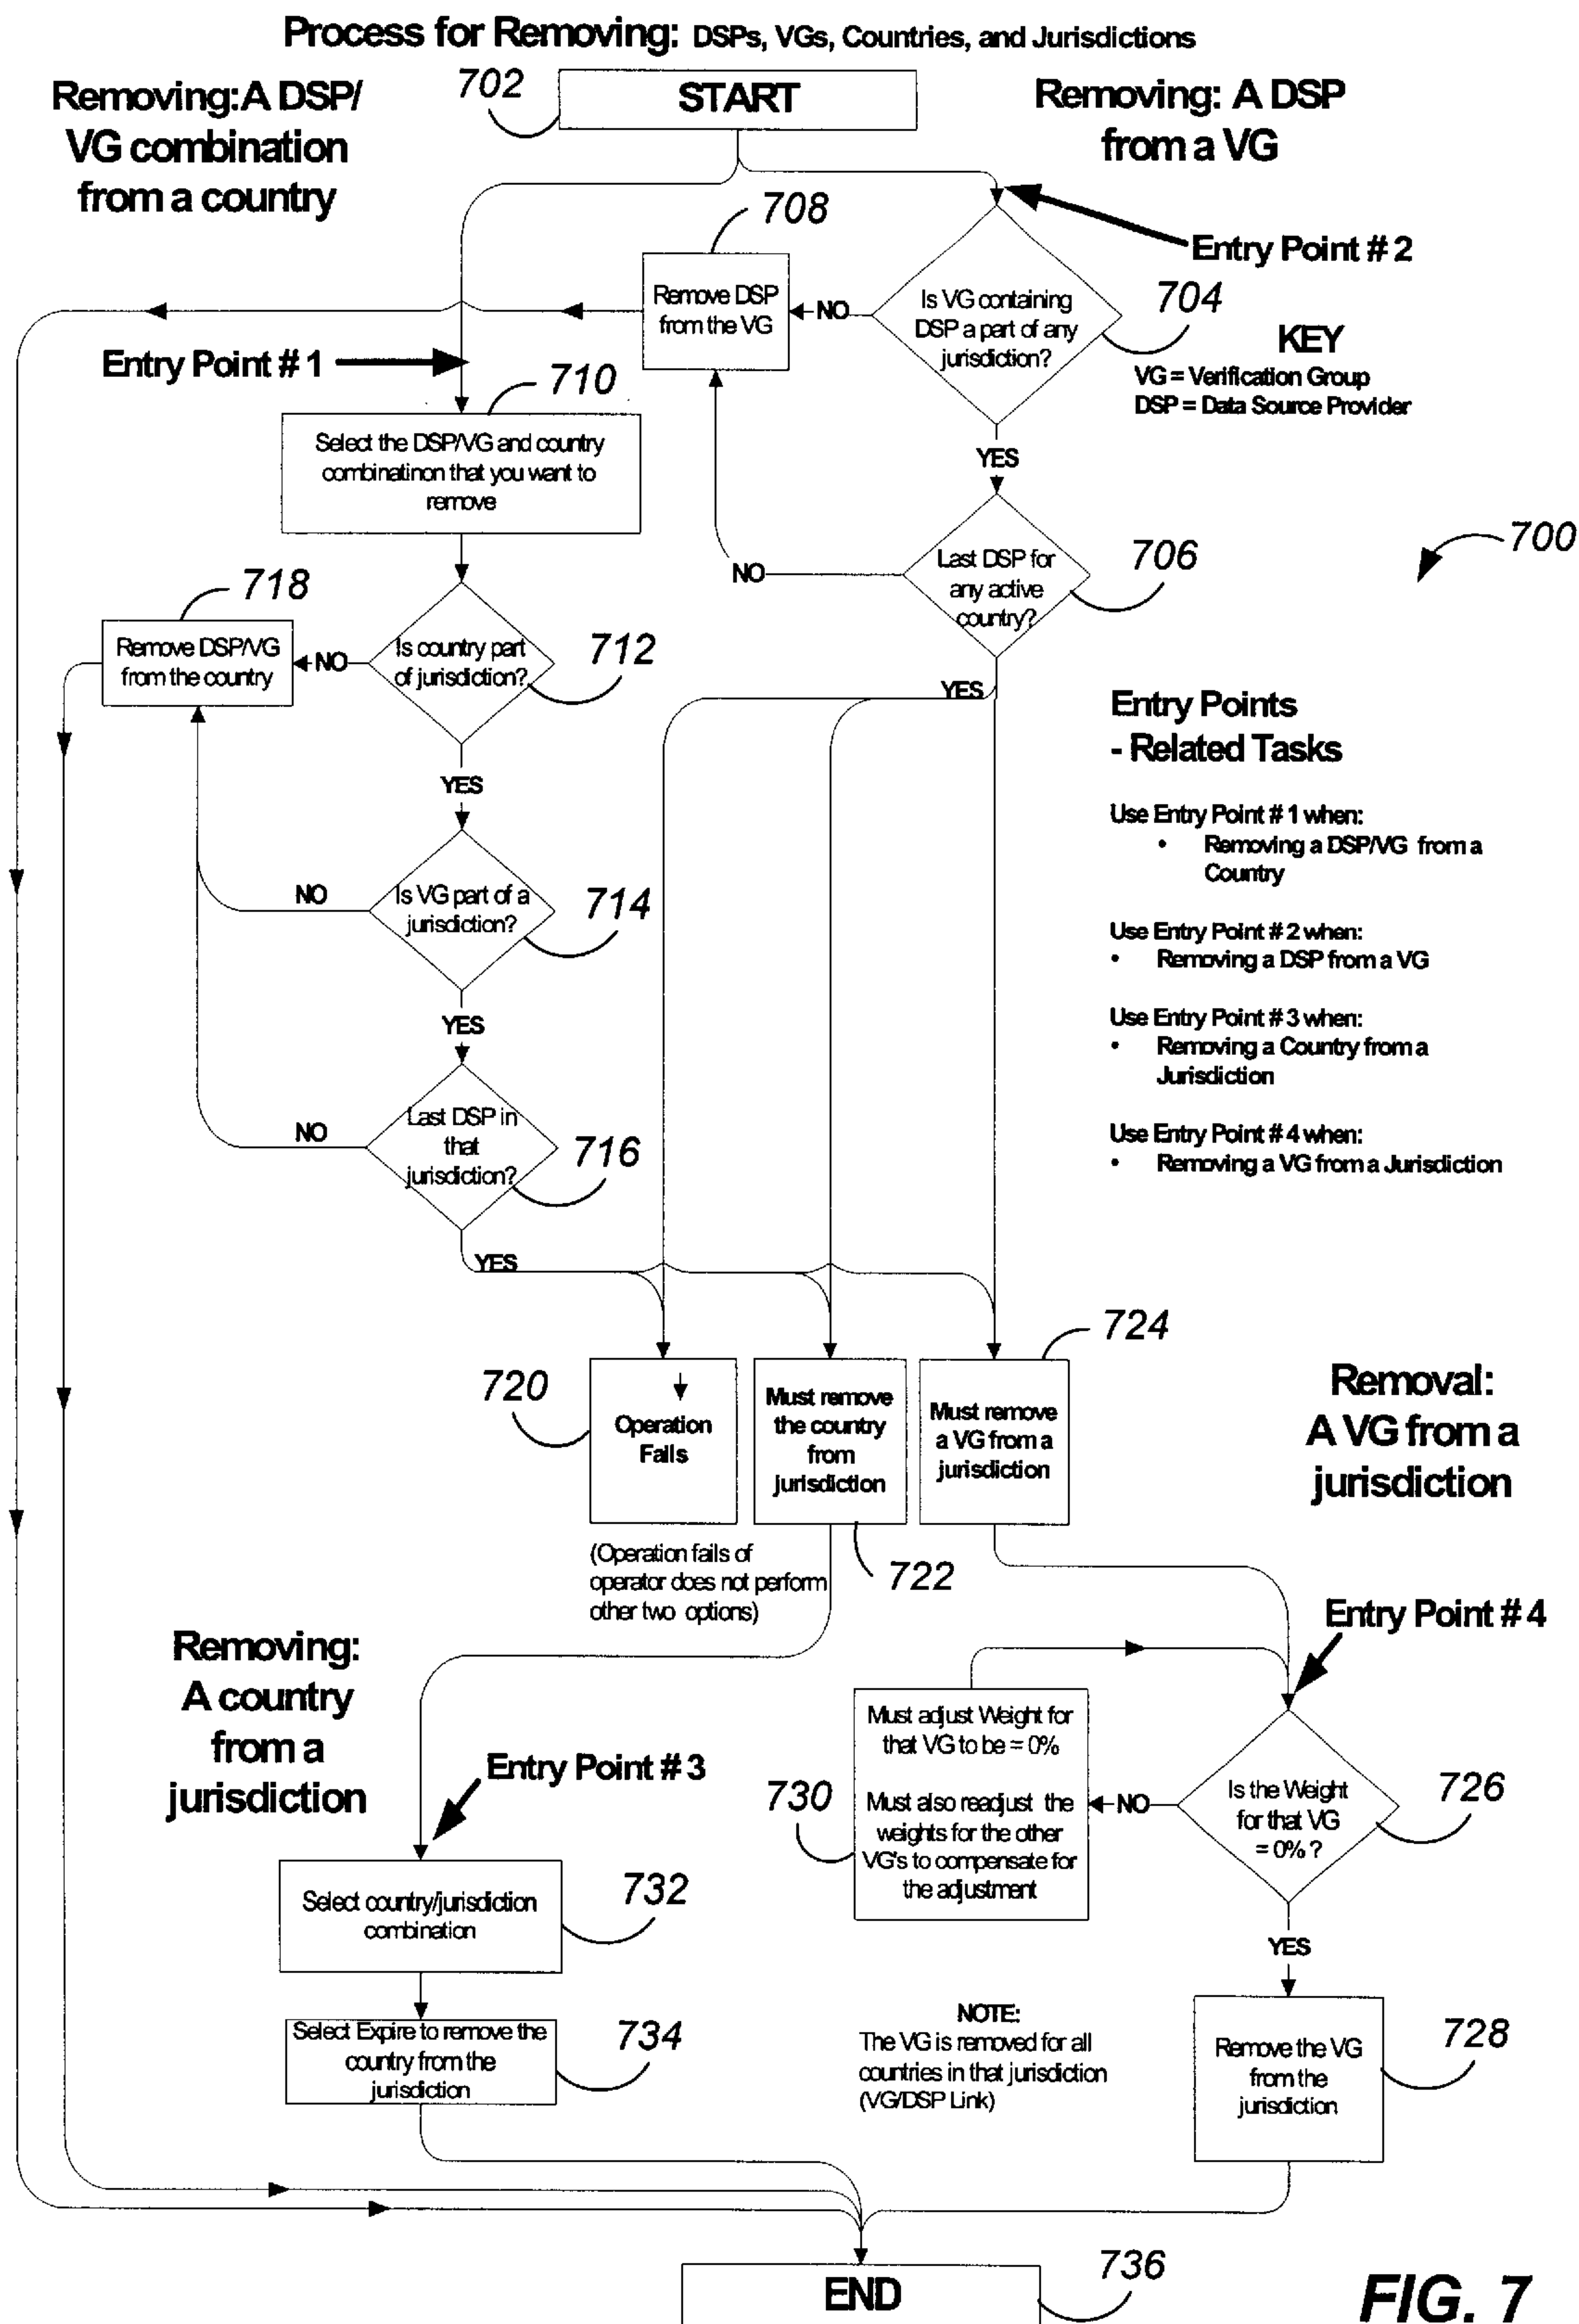 Process for Removing: DSPs, VGs, Countries, and Jurisdictions
Removing:A DSP/
VG combination
from a country
702
START
Removing: A DSP
from a VG
708
Entry Point # 2
Remove DSP
from the VG
NO
Is VG containing
DSP a part of any
jurisdiction?
704
KEY
VG = Verification Group
DSP = Data Source Provider
Entry Point # 1
710
Select the DSP/VG and country
combinatinon that you want to
remove
YES
700
Last DSP for
any active
country?
706
NO
718
Remove DSP/VG
from the country
NO
Is country part
of jurisdiction?
712
YES
YES
Entry Points
- Related Tasks
Use Entry Point # 1 when:
• Removing a DSP/VG from a
Country
Use Entry Point # 2 when:
• Removing a DSP from a VG
Use Entry Point # 3 when:
• Removing a Country from a
Jurisdiction
Use Entry Point # 4 when:
• Removing a VG from a Jurisdiction
NO
Is VG part of a
jurisdiction?
714
YES
NO
Last DSP in
that
jurisdiction?
716
YES
724
720
Operation
Fails
Must remove
the country
from
jurisdiction
Must remove
a VG from a
jurisdiction
Removal:
A VG from a
jurisdiction
(Operation fails of
operator does not perform
other two options)
722
Entry Point # 4
Removing:
A country
from a
jurisdiction
Entry Point # 3
730
Must adjust Weight for
that VG to be = 0%
Must also readjust the
weights for the other
VG's to compensate for
the adjustment
NO
Is the Weight
for that VG
= 0% ?
726
Select country/jurisdiction
combination
732
YES
Select Expire to remove the
country from the
jurisdiction
734
NOTE:
The VG is removed for all
countries in that jurisdiction
(VG/DSP Link)
Remove the VG
from the
jurisdiction
728
END
736
FIG. 7